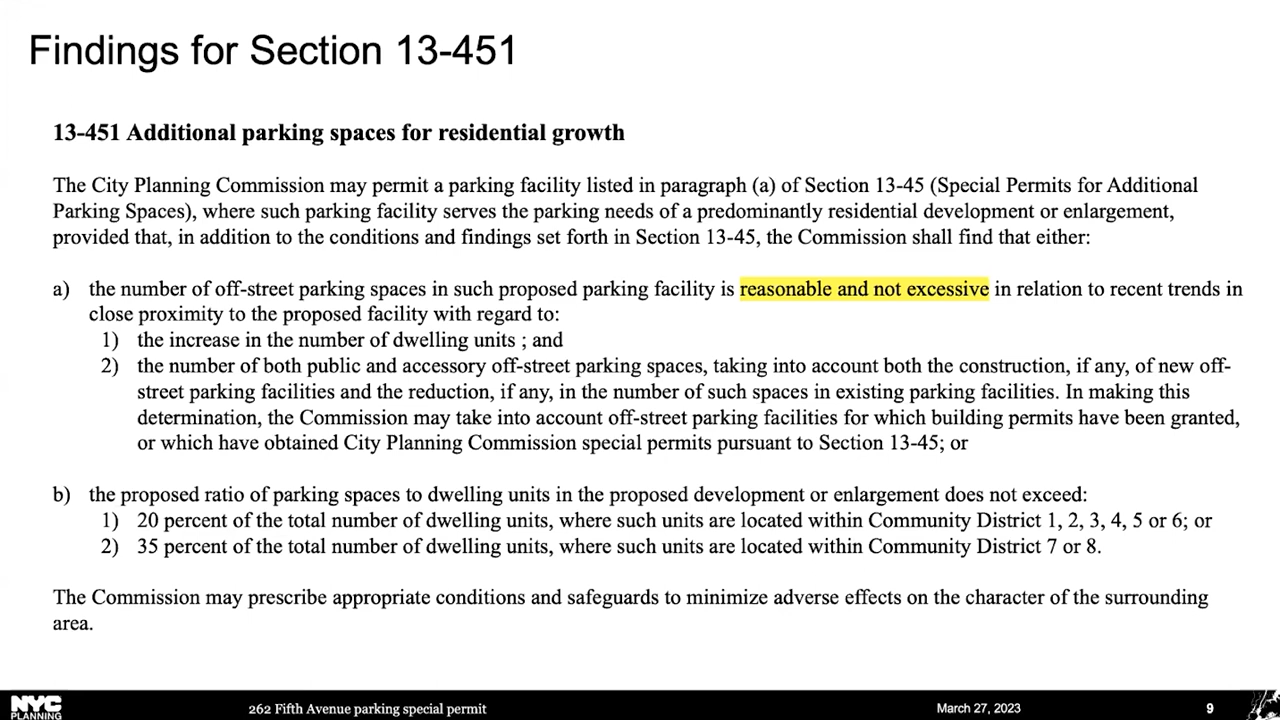 Findings for Section 13-451
13-451 Additional parking spaces for residential growth
The City Planning Commission may permit a parking facility listed in paragraph (a) of Section 13-45 (Special Permits for Additional
Parking Spaces), where such parking facility serves the parking needs of a predominantly residential development or enlargement,
provided that, in addition to the conditions and findings set forth in Section 13-45, the Commission shall find that either:
a) the number of off-street parking spaces in such proposed parking facility is reasonable and not excessive in relation to recent trends in
close proximity to the proposed facility with regard to:
1) the increase in the number of dwelling units ; and
2) the number of both public and accessory off-street parking spaces, taking into account both the construction, if any, of new off-
street parking facilities and the reduction, if any, in the number of such spaces in existing parking facilities. In making this
determination, the Commission may take into account off-street parking facilities for which building permits have been granted,
or which have obtained City Planning Commission special permits pursuant to Section 13-45; or
b) the proposed ratio of parking spaces to dwelling units in the proposed development or enlargement does not exceed:
1) 20 percent of the total number of dwelling units, where such units are located within Community District 1, 2, 3, 4, 5 or 6; or
2) 35 percent of the total number of dwelling units, where such units are located within Community District 7 or 8.
The Commission may prescribe appropriate conditions and safeguards to minimize adverse effects on the character of the surrounding
area.
NYC
PLANNING
262 Fifth Avenue parking special permit
March 27, 2023
9